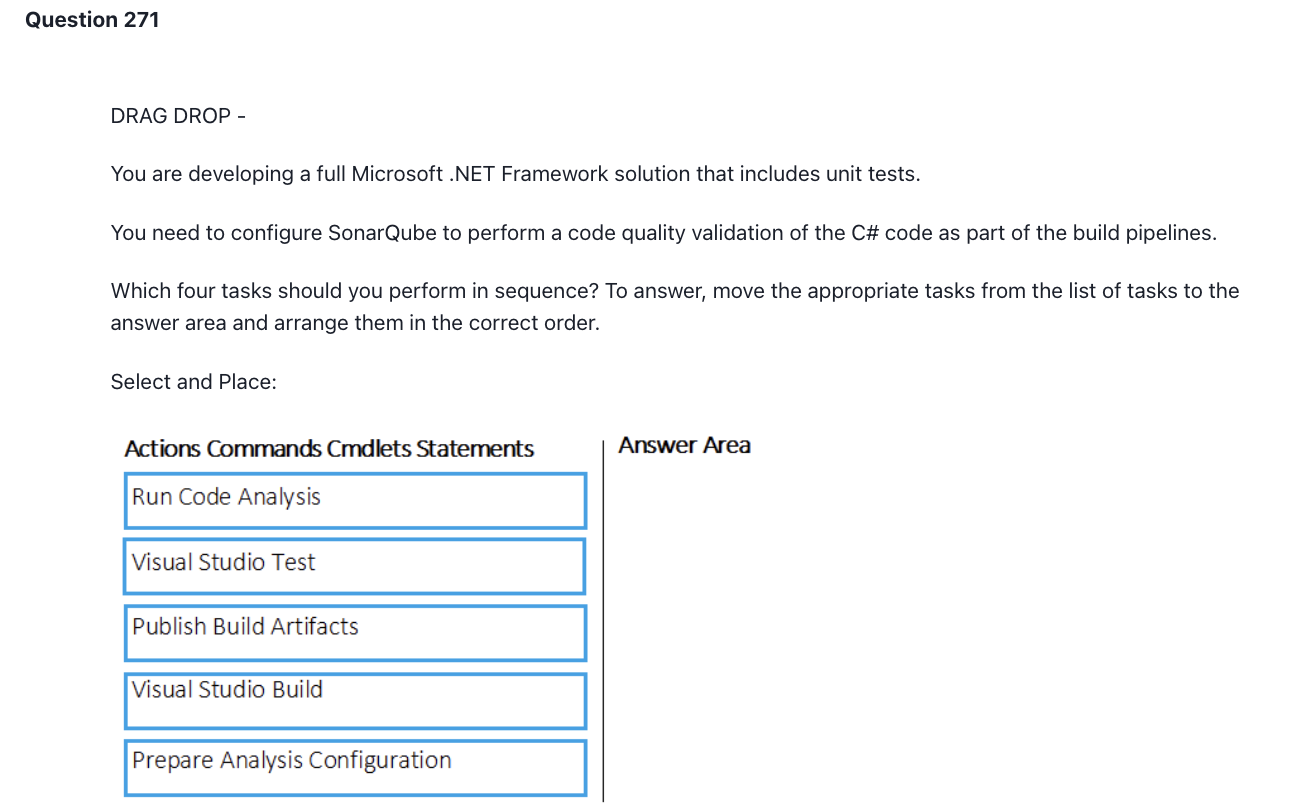 Question 271
DRAG DROP -
You are developing a full Microsoft .NET Framework solution that includes unit tests.
You need to configure SonarQube to perform a code quality validation of the C# code as part of the build pipelines.
Which four tasks should you perform in sequence? To answer, move the appropriate tasks from the list of tasks to the
answer area and arrange them in the correct order.
Select and Place:
Actions Commands Cmdlets Statements
Run Code Analysis
Visual Studio Test
Publish Build Artifacts
Visual Studio Build
Prepare Analysis Configuration
Answer Area